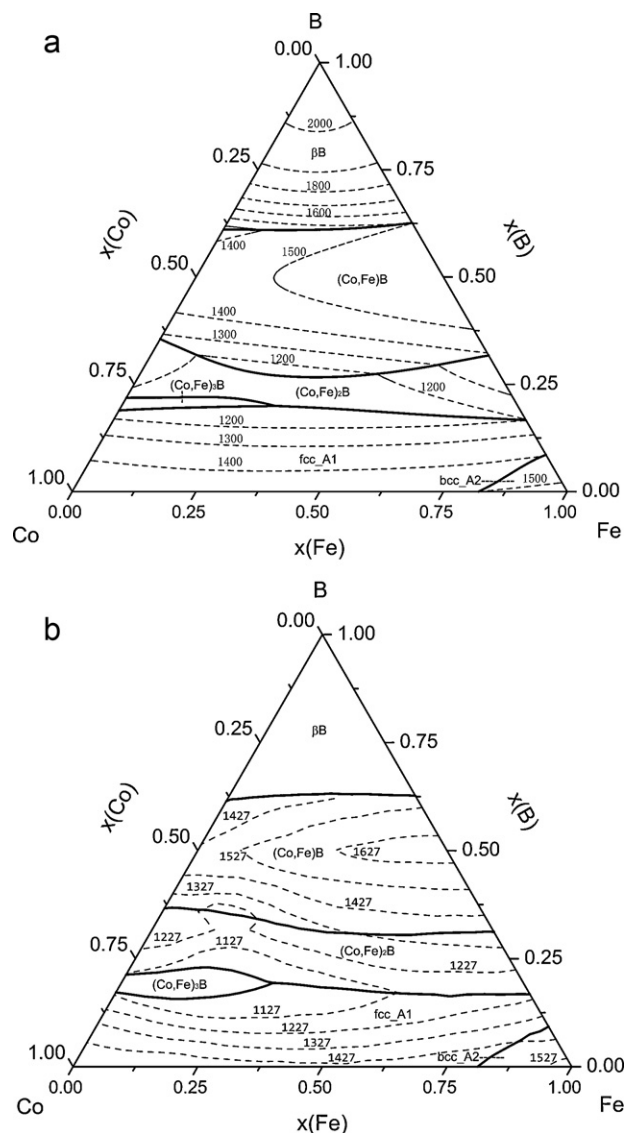 a
B
0.00 1.00
2000
βB
0.25 0.75
1800
1600
x(Co) x(B)
1400 1500
0.50 (Co,Fe)B 0.50
1400
1300
1200
0.75 (Co,Fe)₃B (Co,Fe)₂B 1200 0.25
1200
1300
fcc_A1
1400 bcc_A2 1500
1.00 0.00
0.00 0.25 0.50 0.75 1.00
Co x(Fe) Fe
b
B
0.00 1.00
βB
0.25 0.75
x(Co) x(B)
1427
0.50 1527 (Co,Fe)B 1627 0.50
1327 1427
1227 1127 (Co,Fe)₂B
0.75 1227 0.25
(Co,Fe)₃B
1127 fcc_A1
1227
1327
1427 bcc_A2 1527
1.00 0.00
0.00 0.25 0.50 0.75 1.00
Co x(Fe) Fe